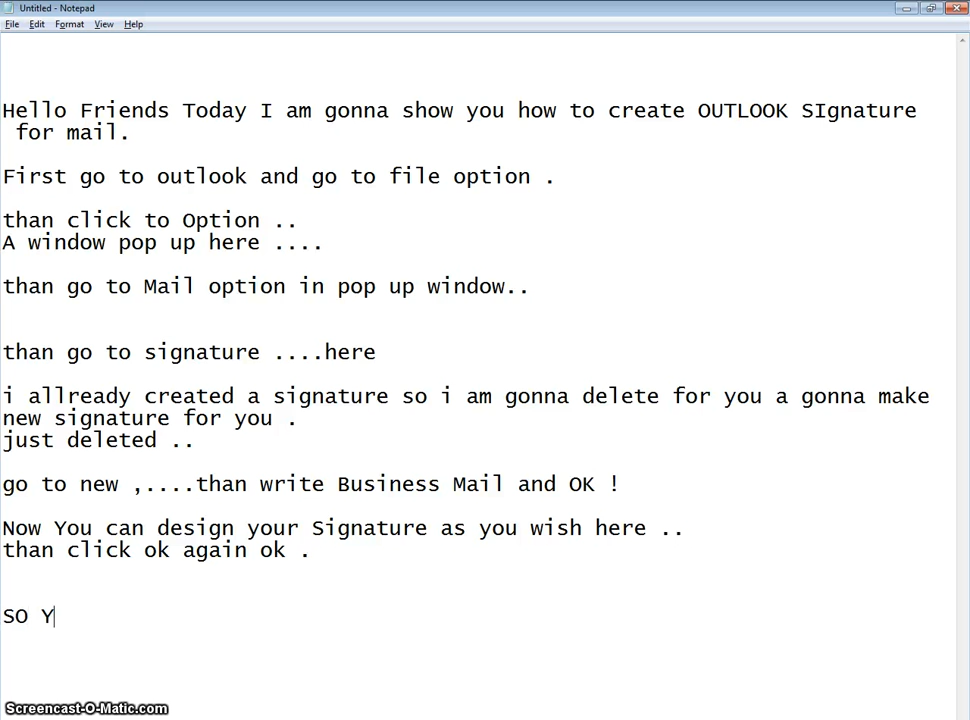 Untitled - Notepad
File Edit Format View Help
Hello Friends Today I am gonna show you how to create OUTLOOK SIgnature
for mail.
First go to outlook and go to file option .
than click to Option ..
A window pop up here ....
than go to Mail option in pop up window..
than go to signature ....here
i allready created a signature so i am gonna delete for you a gonna make
new signature for you .
just deleted ..
go to new ,....than write Business Mail and OK !
Now You can design your Signature as you wish here ..
than click ok again ok .
SO Y
Screencast-O-Matic.com